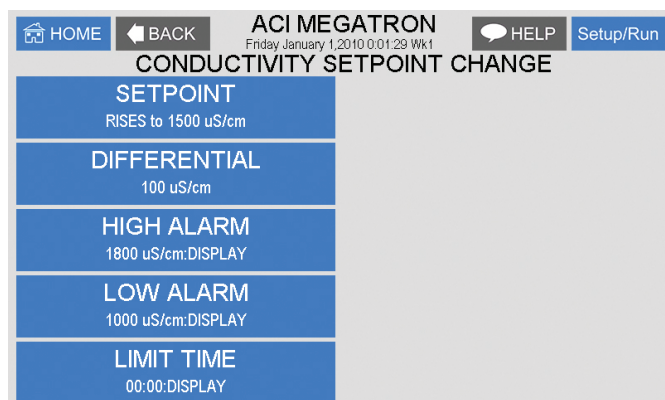 HOME BACK ACI MEGATRON HELP Setup/Run
Friday January 1,2010 0:01:29 Wk1
CONDUCTIVITY SETPOINT CHANGE
SETPOINT
RISES to 1500 uS/cm
DIFFERENTIAL
100 uS/cm
HIGH ALARM
1800 uS/cm:DISPLAY
LOW ALARM
1000 uS/cm:DISPLAY
LIMIT TIME
00:00:DISPLAY